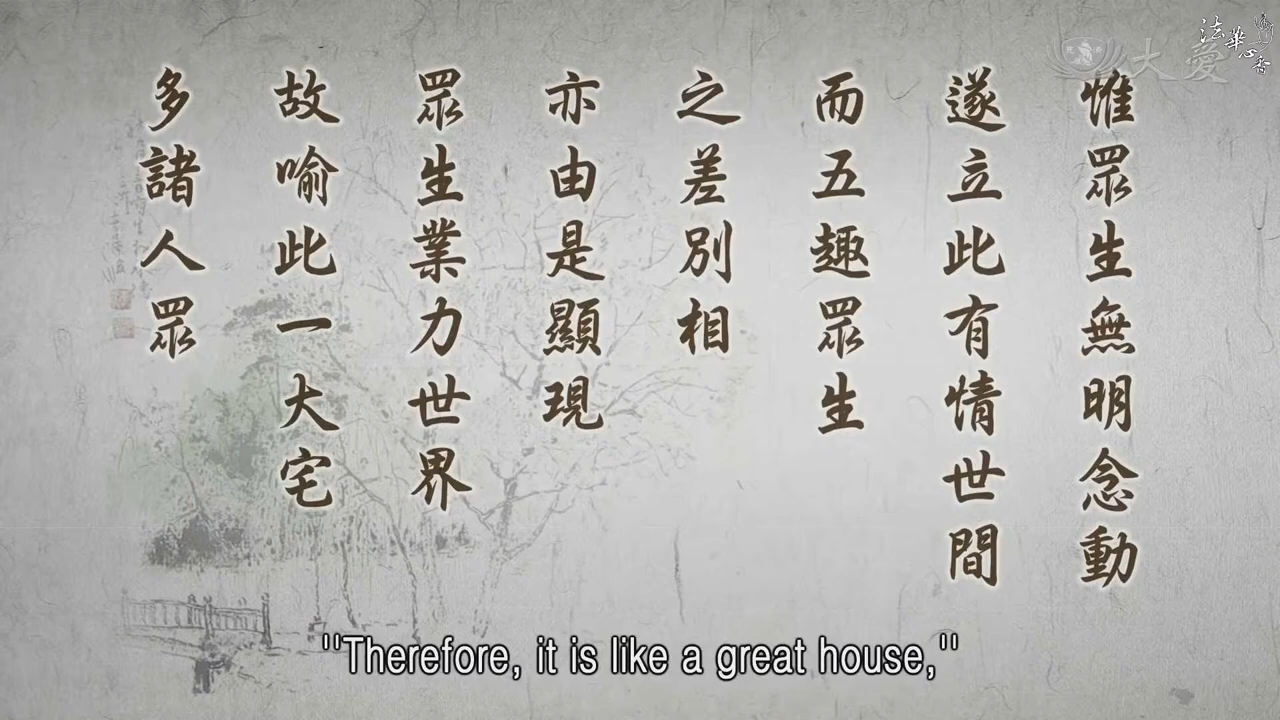 法華心香
大愛
惟眾生無明念動
遂立此有情世間
而五趣眾生
之差別相
亦由是顯現
眾生業力世界
故喻此一大宅
多諸人眾
"Therefore, it is like a great house,"